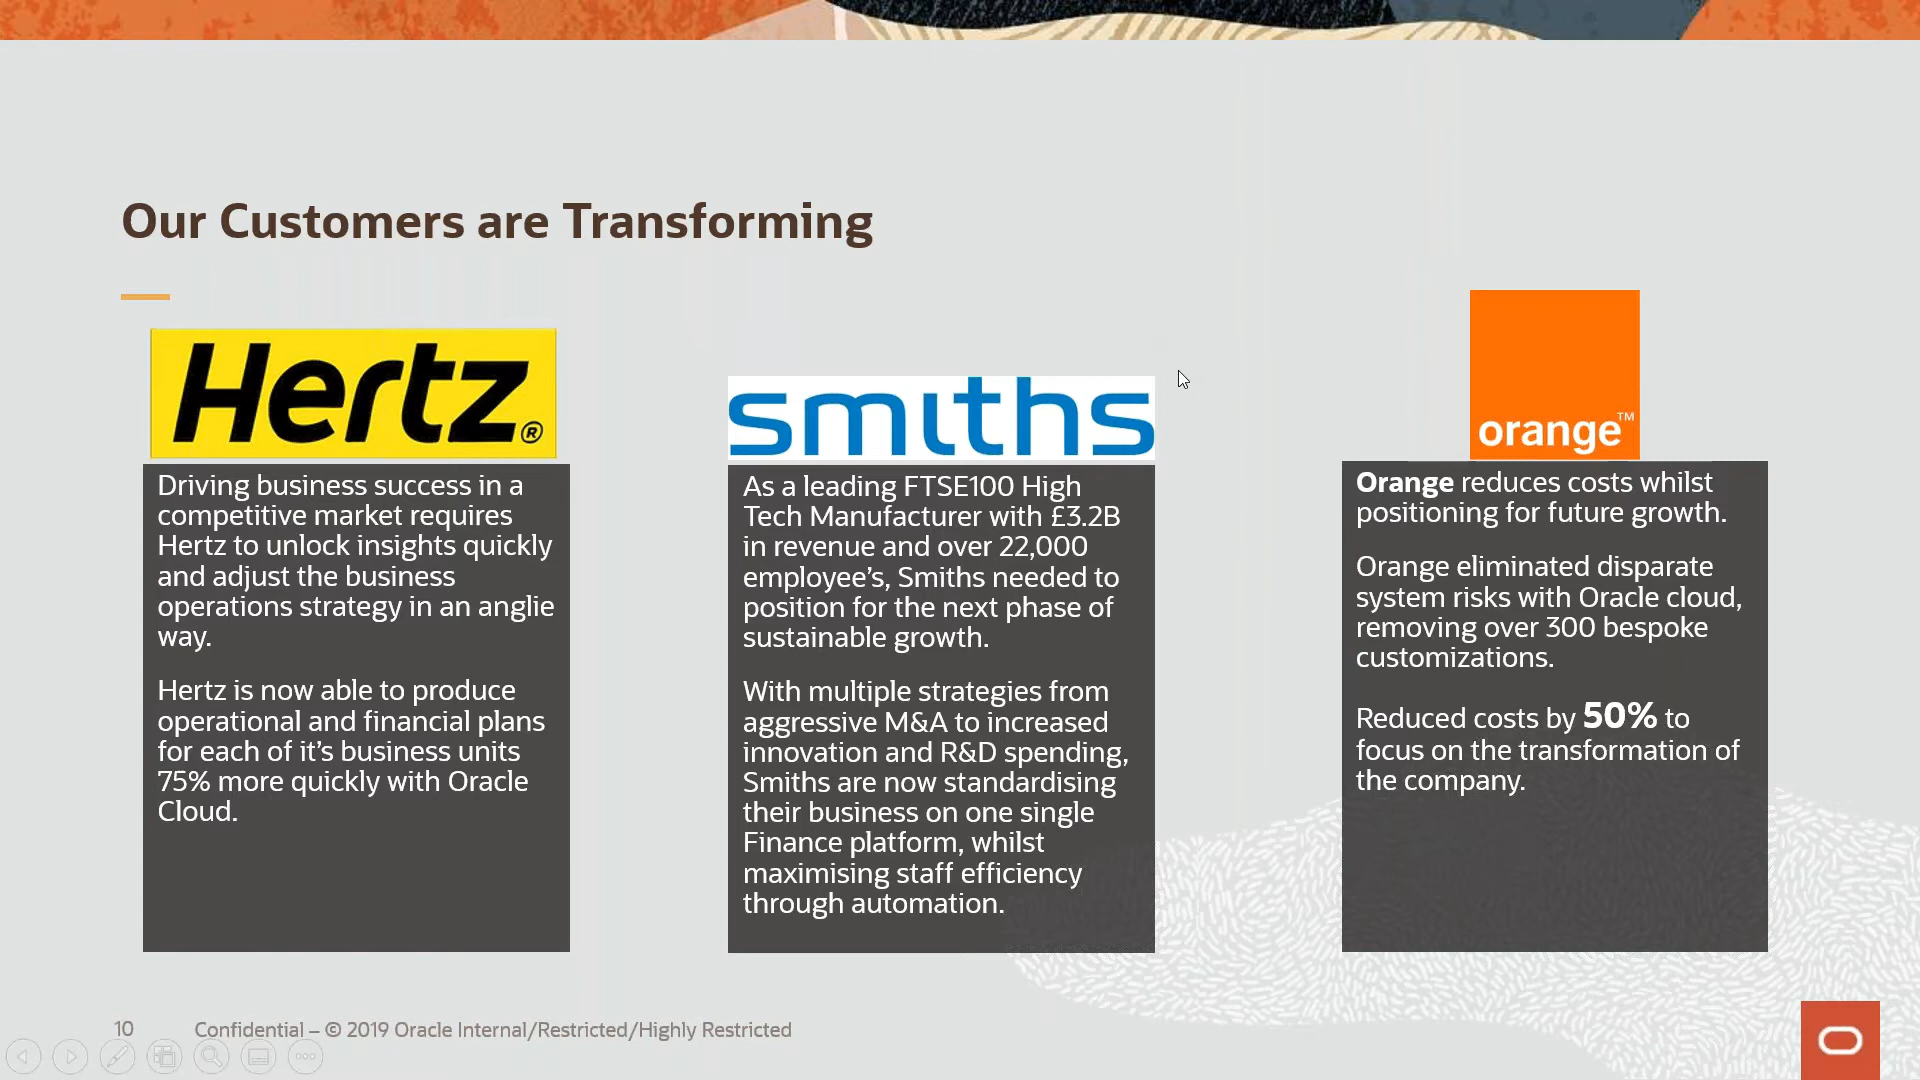 Our Customers are Transforming
Hertz®
Driving business success in a
competitive market requires
Hertz to unlock insights quickly
and adjust the business
operations strategy in an anglie
way.
Hertz is now able to produce
operational and financial plans
for each of it’s business units
75% more quickly with Oracle
Cloud.
smiths
As a leading FTSE100 High
Tech Manufacturer with £3.2B
in revenue and over 22,000
employee’s, Smiths needed to
position for the next phase of
sustainable growth.
With multiple strategies from
aggressive M&A to increased
innovation and R&D spending,
Smiths are now standardising
their business on one single
Finance platform, whilst
maximising staff efficiency
through automation.
orange™
Orange reduces costs whilst
positioning for future growth.
Orange eliminated disparate
system risks with Oracle cloud,
removing over 300 bespoke
customizations.
Reduced costs by 50% to
focus on the transformation of
the company.
10 Confidential – © 2019 Oracle Internal/Restricted/Highly Restricted